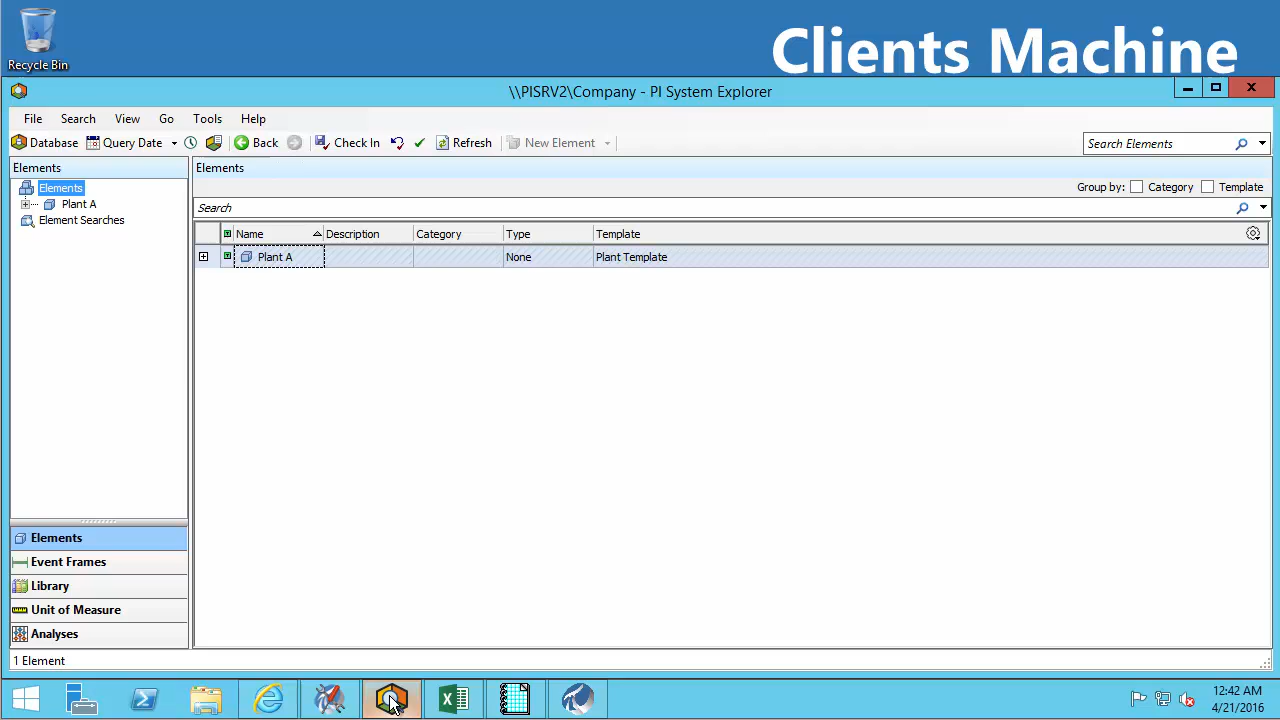 Clients Machine
Recycle Bin
\\PISRV2\Company - PI System Explorer
File Search View Go Tools Help
Database Query Date Back Check In Refresh New Element Search Elements
Elements
Elements
Plant A
Element Searches
Elements
Event Frames
Library
Unit of Measure
Analyses
Elements
Group by: Category Template
Search
Name Description Category Type Template
Plant A None Plant Template
1 Element
12:42 AM
4/21/2016